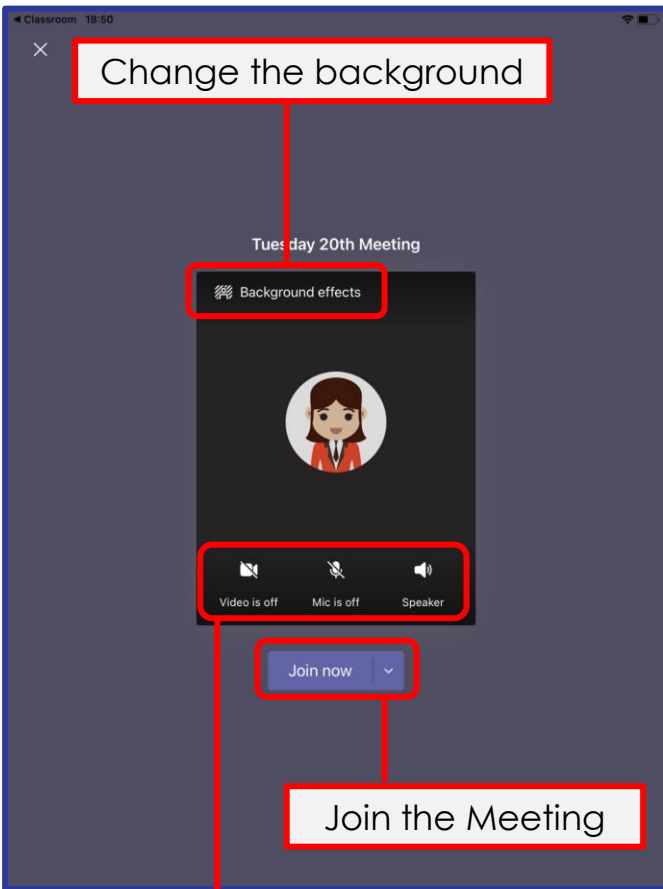 ◄ Classroom 18:50
Change the background
Tuesday 20th Meeting
Background effects
Video is off Mic is off Speaker
Join now
Join the Meeting